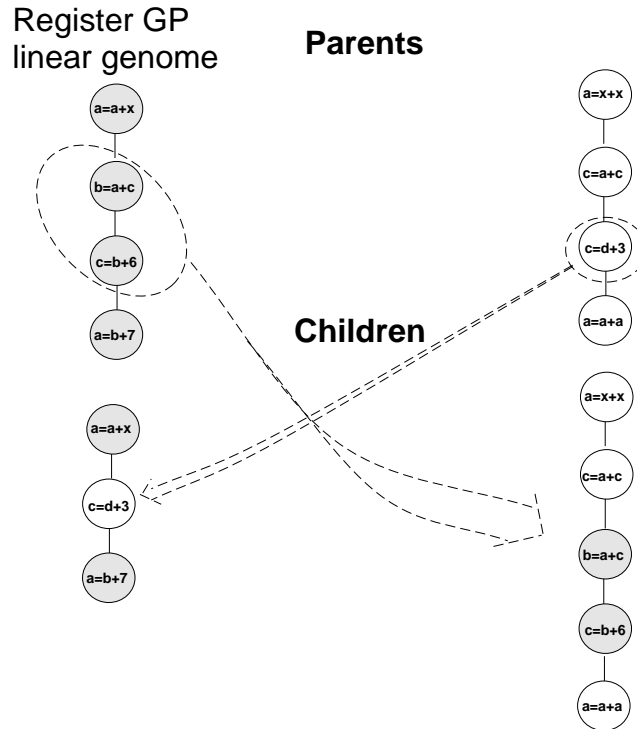 Register GP
linear genome
Parents
a=a+x
b=a+c
c=b+6
a=b+7
a=x+x
c=a+c
c=d+3
a=a+a
Children
a=a+x
c=d+3
a=b+7
a=x+x
c=a+c
b=a+c
c=b+6
a=a+a